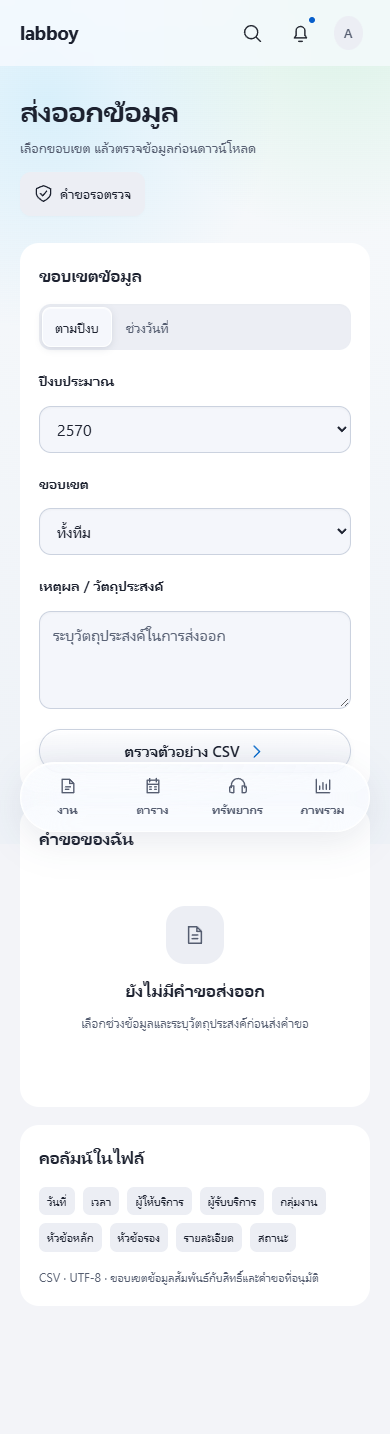 labboy
A
ส่งออกข้อมูล
เลือกขอบเขต แล้วตรวจข้อมูลก่อนดาวน์โหลด
คำขอรอตรวจ
ขอบเขตข้อมูล
ตามปีงบ ช่วงวันที่
ปีงบประมาณ
2570
ขอบเขต
ทั้งทีม
เหตุผล / วัตถุประสงค์
ระบุวัตถุประสงค์ในการส่งออก
ตรวจตัวอย่าง CSV
งาน ตาราง ทรัพยากร ภาพรวม
คำขอของฉัน
ยังไม่มีคำขอส่งออก
เลือกช่วงข้อมูลและระบุวัตถุประสงค์ก่อนส่งคำขอ
คอลัมน์ในไฟล์
วันที่ เวลา ผู้ให้บริการ ผู้รับบริการ กลุ่มงาน
หัวข้อหลัก หัวข้อรอง รายละเอียด สถานะ
CSV · UTF-8 · ขอบเขตข้อมูลสัมพันธ์กับสิทธิ์และคำขอที่อนุมัติ